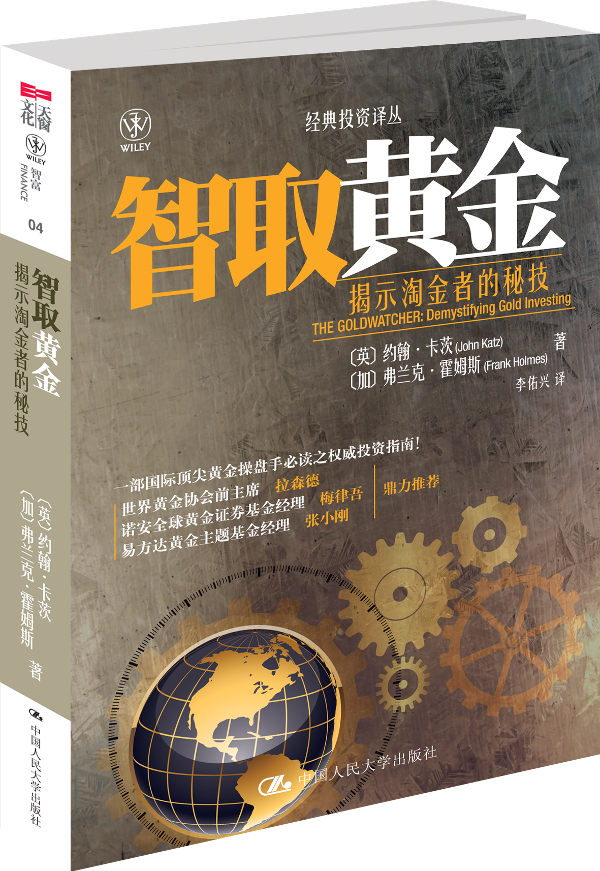 文化
天窗
WILEY
智富
FINANCE
04
智取黄金
揭示淘金者的秘技
〔英〕约翰·卡茨
〔加〕弗兰克·霍姆斯
著
中国人民大学出版社
WILEY
经典投资译丛
智取黄金
揭示淘金者的秘技
THE GOLDWATCHER: Demystifying Gold Investing
〔英〕约翰·卡茨(John Katz)
〔加〕弗兰克·霍姆斯(Frank Holmes)
著
李佑兴 译
一部国际顶尖黄金操盘手必读之权威投资指南!
世界黄金协会前主席 拉森德
诺安全球黄金证券基金经理 梅律吾
易方达黄金主题基金经理 张小刚
鼎力推荐
中国人民大学出版社